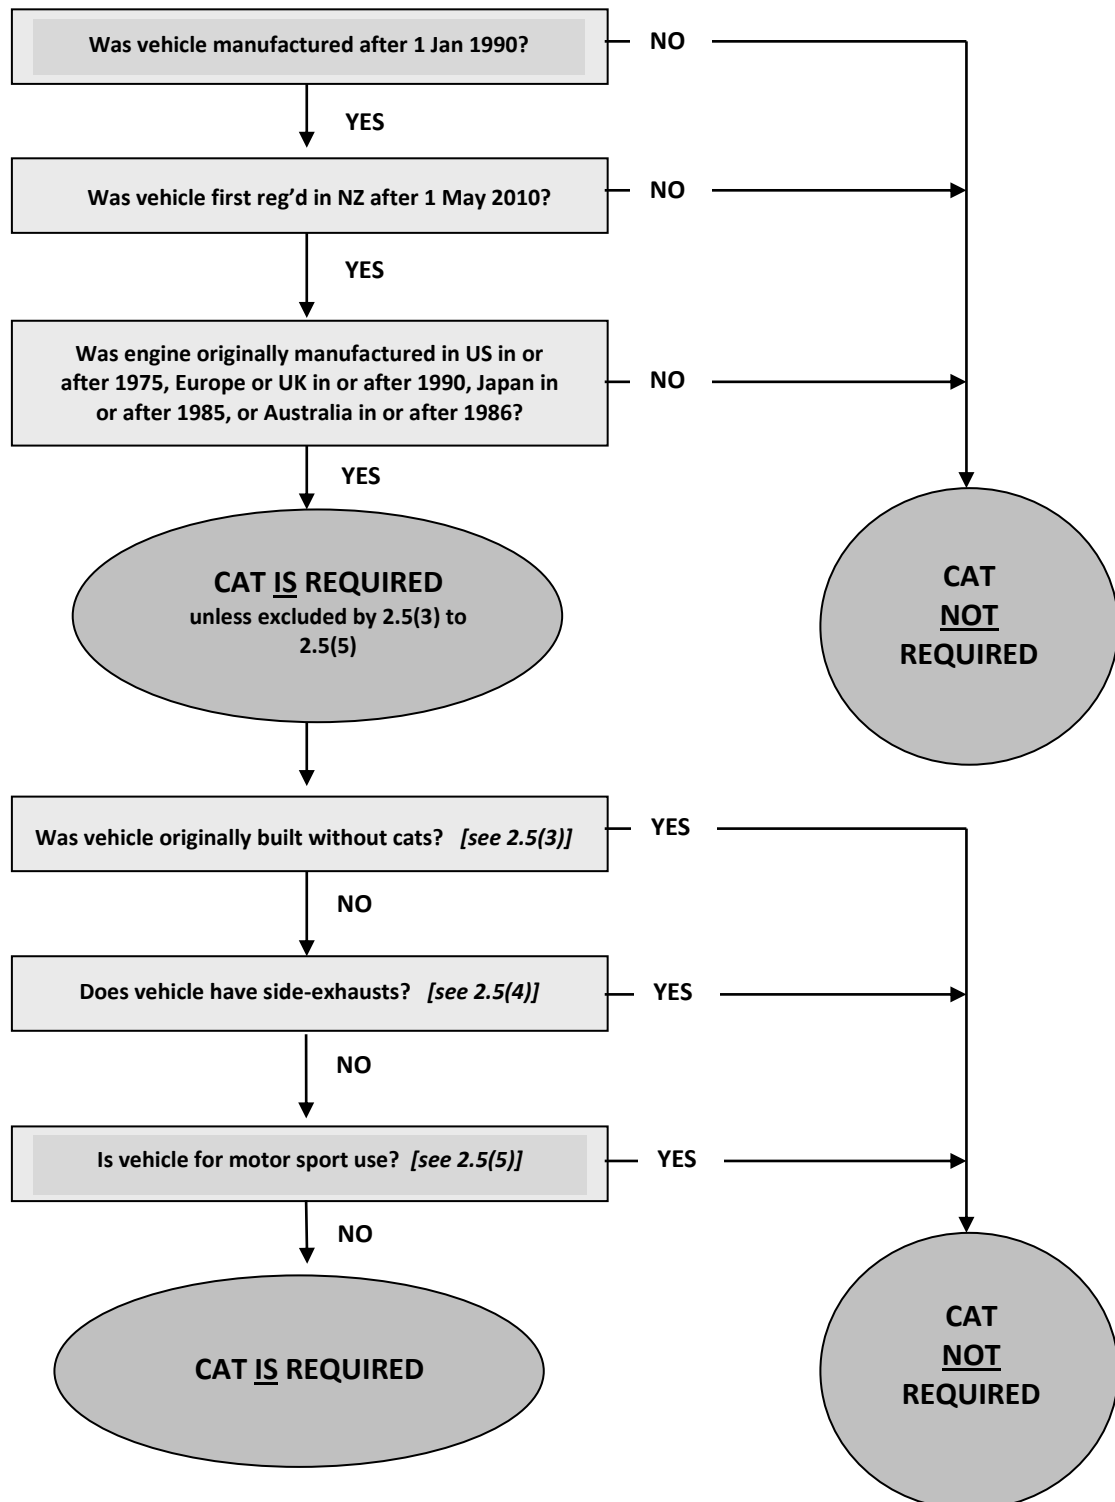 Was vehicle manufactured after 1 Jan 1990?
NO
YES
Was vehicle first reg’d in NZ after 1 May 2010?
NO
YES
Was engine originally manufactured in US in or
after 1975, Europe or UK in or after 1990, Japan in
or after 1985, or Australia in or after 1986?
NO
YES
CAT IS REQUIRED
unless excluded by 2.5(3) to
2.5(5)
CAT
NOT
REQUIRED
Was vehicle originally built without cats? [see 2.5(3)]
YES
NO
Does vehicle have side-exhausts? [see 2.5(4)]
YES
NO
Is vehicle for motor sport use? [see 2.5(5)]
YES
NO
CAT IS REQUIRED
CAT
NOT
REQUIRED